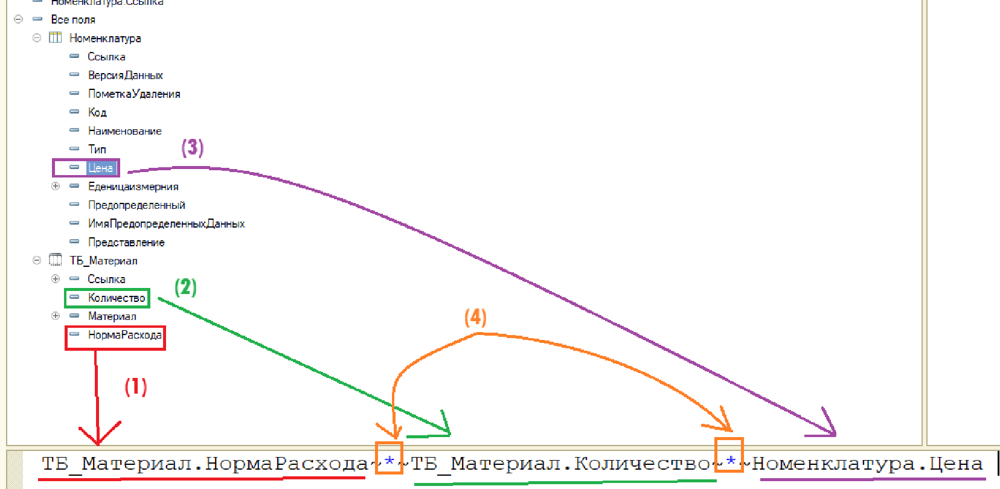 Номенклатура.Ссылка
Все поля
Номенклатура
Ссылка
ВерсияДанных
ПометкаУдаления
Код
Наименование
Тип
(3)
Цена
Еденицаизмерния
Предопределенный
ИмяПредопределенныхДанных
Представление
ТБ_Материал
Ссылка
(2)
Количество
Материал
(4)
НормаРасхода
(1)
ТБ_Материал.НормаРасхода~*~ТБ_Материал.Количество~*~Номенклатура.Цена